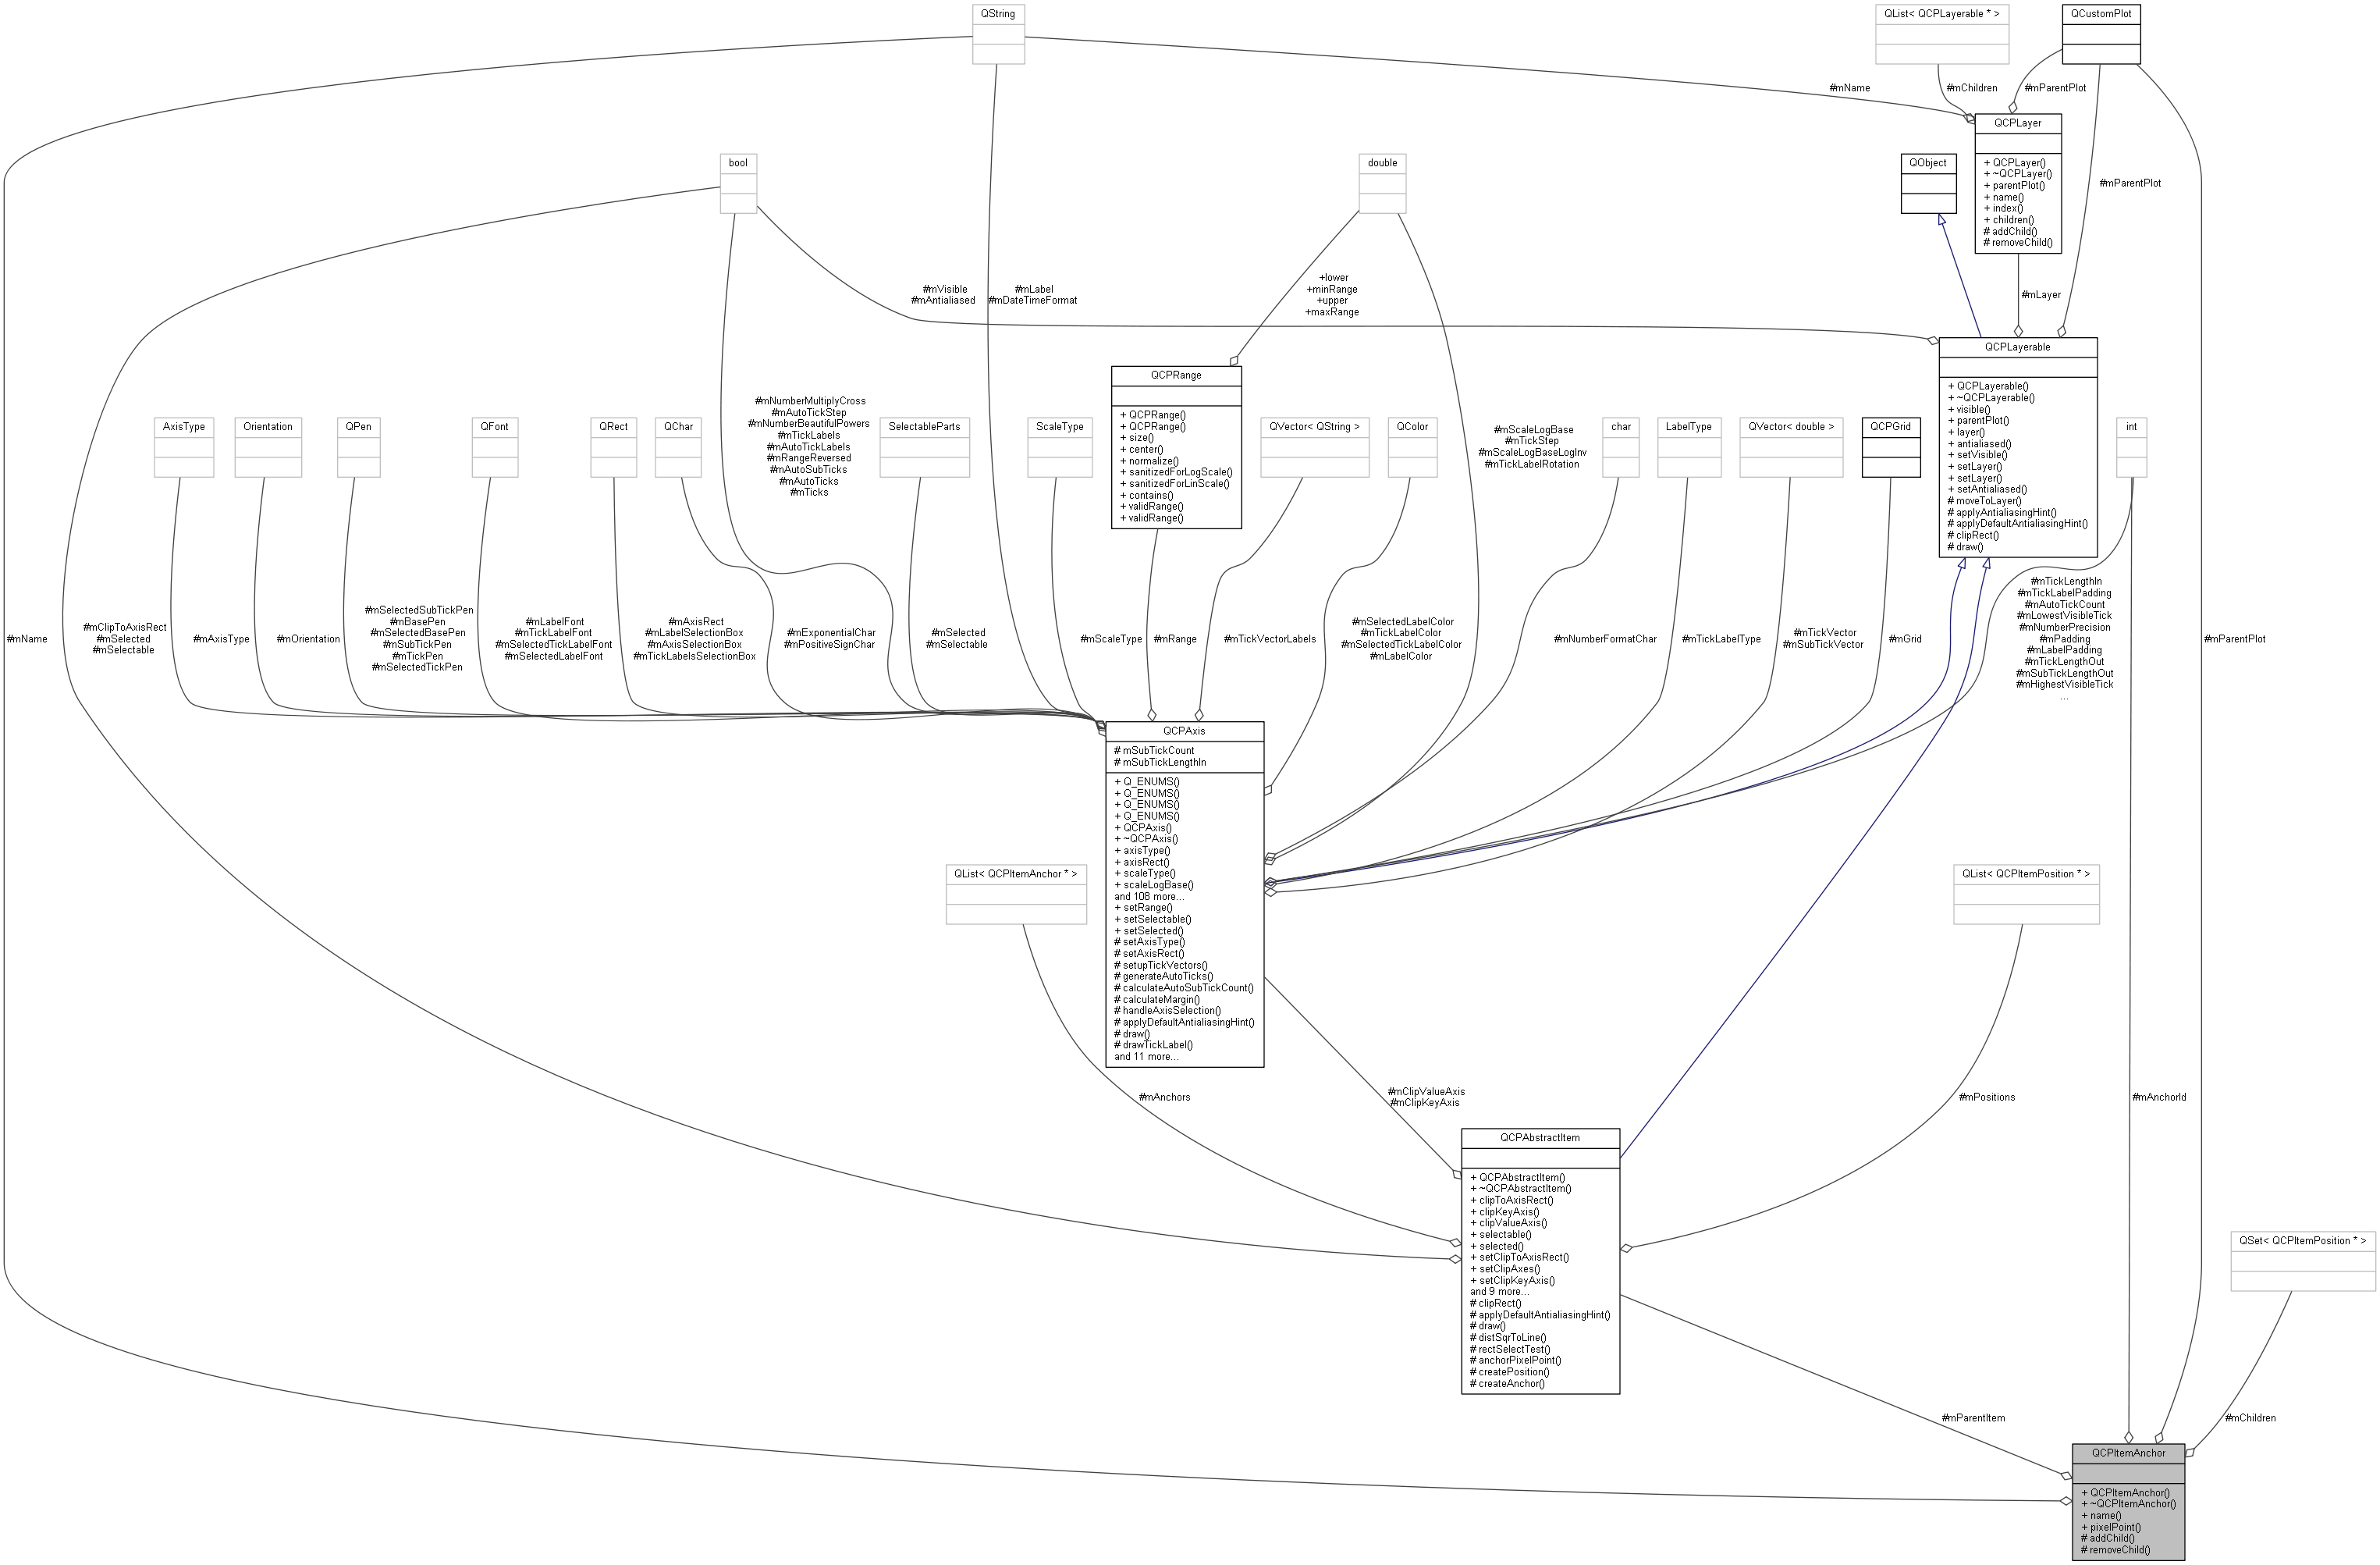 QString
QList< QCPLayerable * >
QCustomPlot
#mName
#mChildren
#mParentPlot
QCPLayer
+ QCPLayer()
+ ~QCPLayer()
+ parentPlot()
+ name()
+ index()
+ children()
# addChild()
# removeChild()
bool
double
QObject
#mParentPlot
#mVisible
#mAntialiased
#mLabel
#mDateTimeFormat
+lower
+minRange
+upper
+maxRange
#mLayer
QCPLayerable
+ QCPLayerable()
+ ~QCPLayerable()
+ visible()
+ parentPlot()
+ layer()
+ antialiased()
+ setVisible()
+ setLayer()
+ setLayer()
+ setAntialiased()
# moveToLayer()
# applyAntialiasingHint()
# applyDefaultAntialiasingHint()
# clipRect()
# draw()
QCPRange
+ QCPRange()
+ QCPRange()
+ size()
+ center()
+ normalize()
+ sanitizedForLogScale()
+ sanitizedForLinScale()
+ contains()
+ validRange()
+ validRange()
AxisType
Orientation
QPen
QFont
QRect
QChar
#mNumberMultiplyCross
#mAutoTickStep
#mNumberBeautifulPowers
#mTickLabels
#mAutoTickLabels
#mRangeReversed
#mAutoSubTicks
#mAutoTicks
#mTicks
SelectableParts
ScaleType
QVector< QString >
QColor
#mScaleLogBase
#mTickStep
#mScaleLogBaseLogInv
#mTickLabelRotation
char
LabelType
QVector< double >
QCPGrid
int
#mName
#mClipToAxisRect
#mSelected
#mSelectable
#mAxisType
#mOrientation
#mSelectedSubTickPen
#mBasePen
#mSelectedBasePen
#mSubTickPen
#mTickPen
#mSelectedTickPen
#mLabelFont
#mTickLabelFont
#mSelectedTickLabelFont
#mSelectedLabelFont
#mAxisRect
#mLabelSelectionBox
#mAxisSelectionBox
#mTickLabelsSelectionBox
#mExponentialChar
#mPositiveSignChar
#mSelected
#mSelectable
#mScaleType
#mRange
#mTickVectorLabels
#mSelectedLabelColor
#mTickLabelColor
#mSelectedTickLabelColor
#mLabelColor
#mNumberFormatChar
#mTickLabelType
#mTickVector
#mSubTickVector
#mGrid
#mTickLengthIn
#mTickLabelPadding
#mAutoTickCount
#mLowestVisibleTick
#mNumberPrecision
#mPadding
#mLabelPadding
#mTickLengthOut
#mSubTickLengthOut
#mHighestVisibleTick
...
#mParentPlot
QCPAxis
# mSubTickCount
# mSubTickLengthIn
+ Q_ENUMS()
+ Q_ENUMS()
+ Q_ENUMS()
+ Q_ENUMS()
+ QCPAxis()
+ ~QCPAxis()
+ axisType()
+ axisRect()
+ scaleType()
+ scaleLogBase()
and 108 more...
+ setRange()
+ setSelectable()
+ setSelected()
# setAxisType()
# setAxisRect()
# setupTickVectors()
# generateAutoTicks()
# calculateAutoSubTickCount()
# calculateMargin()
# handleAxisSelection()
# applyDefaultAntialiasingHint()
# draw()
# drawTickLabel()
and 11 more...
QList< QCPItemAnchor * >
QList< QCPItemPosition * >
#mAnchors
#mClipValueAxis
#mClipKeyAxis
#mPositions
#mAnchorId
QCPAbstractItem
+ QCPAbstractItem()
+ ~QCPAbstractItem()
+ clipToAxisRect()
+ clipKeyAxis()
+ clipValueAxis()
+ selectable()
+ selected()
+ setClipToAxisRect()
+ setClipAxes()
+ setClipKeyAxis()
and 9 more...
# clipRect()
# applyDefaultAntialiasingHint()
# draw()
# distSqrToLine()
# rectSelectTest()
# anchorPixelPoint()
# createPosition()
# createAnchor()
QSet< QCPItemPosition * >
#mParentItem
#mChildren
QCPItemAnchor
+ QCPItemAnchor()
+ ~QCPItemAnchor()
+ name()
+ pixelPoint()
# addChild()
# removeChild()